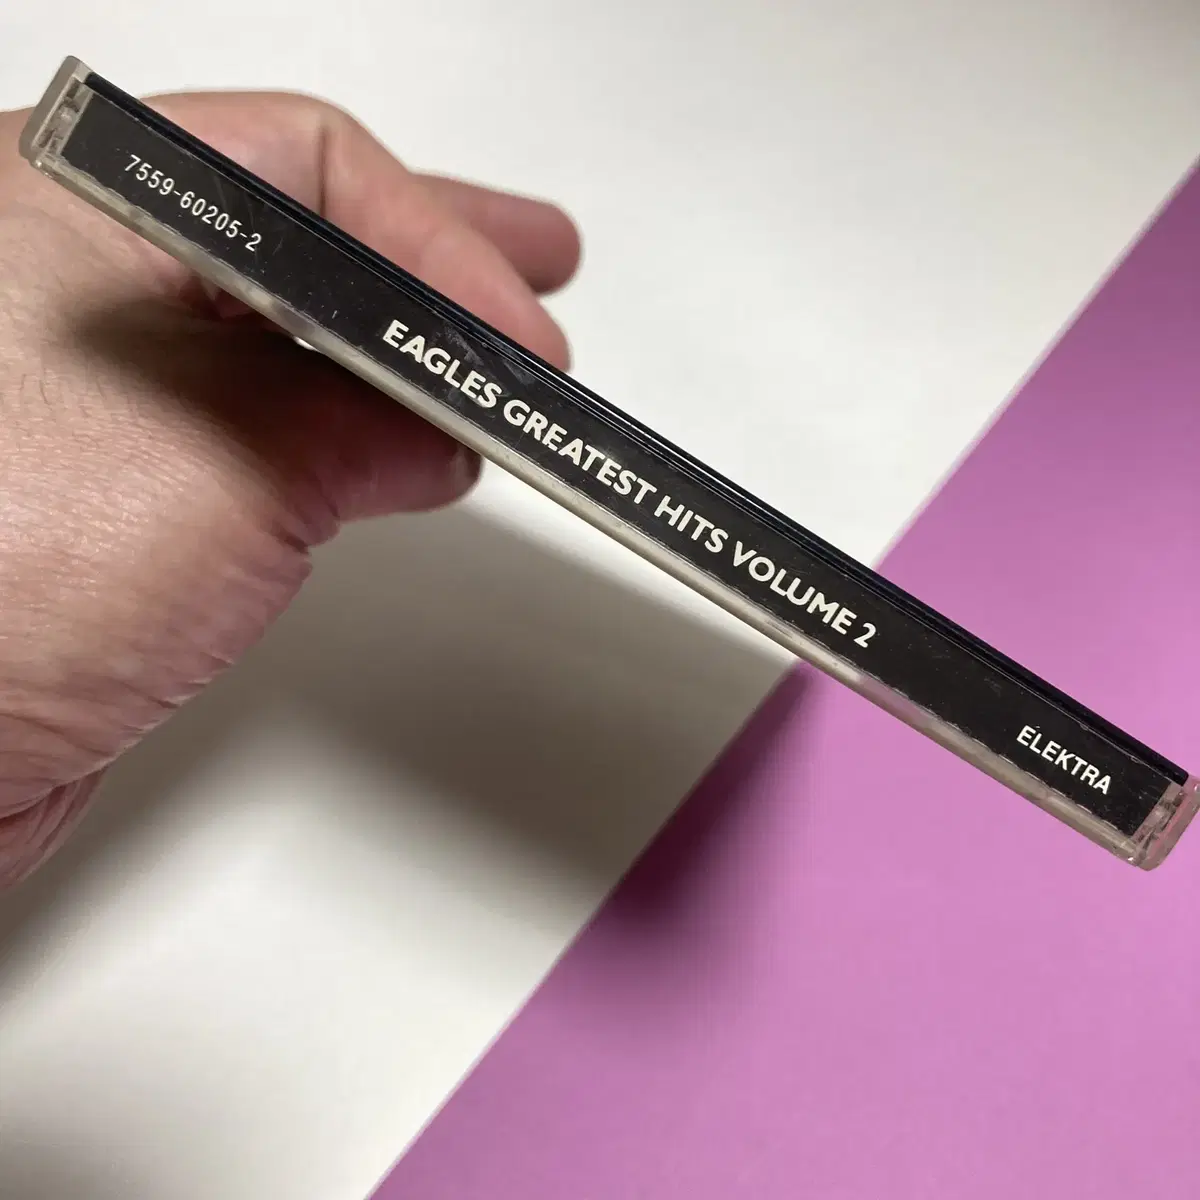 7559-60205-2
EAGLES GREATEST HITS VOLUME 2
ELEKTRA